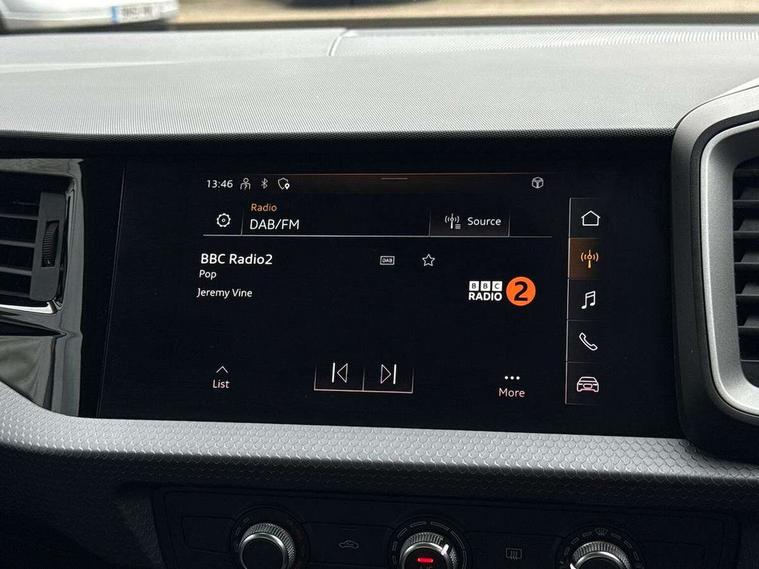 13:46
Radio
DAB/FM
Source
BBC Radio2
DAB
Pop
Jeremy Vine
BBC
RADIO 2
List
More